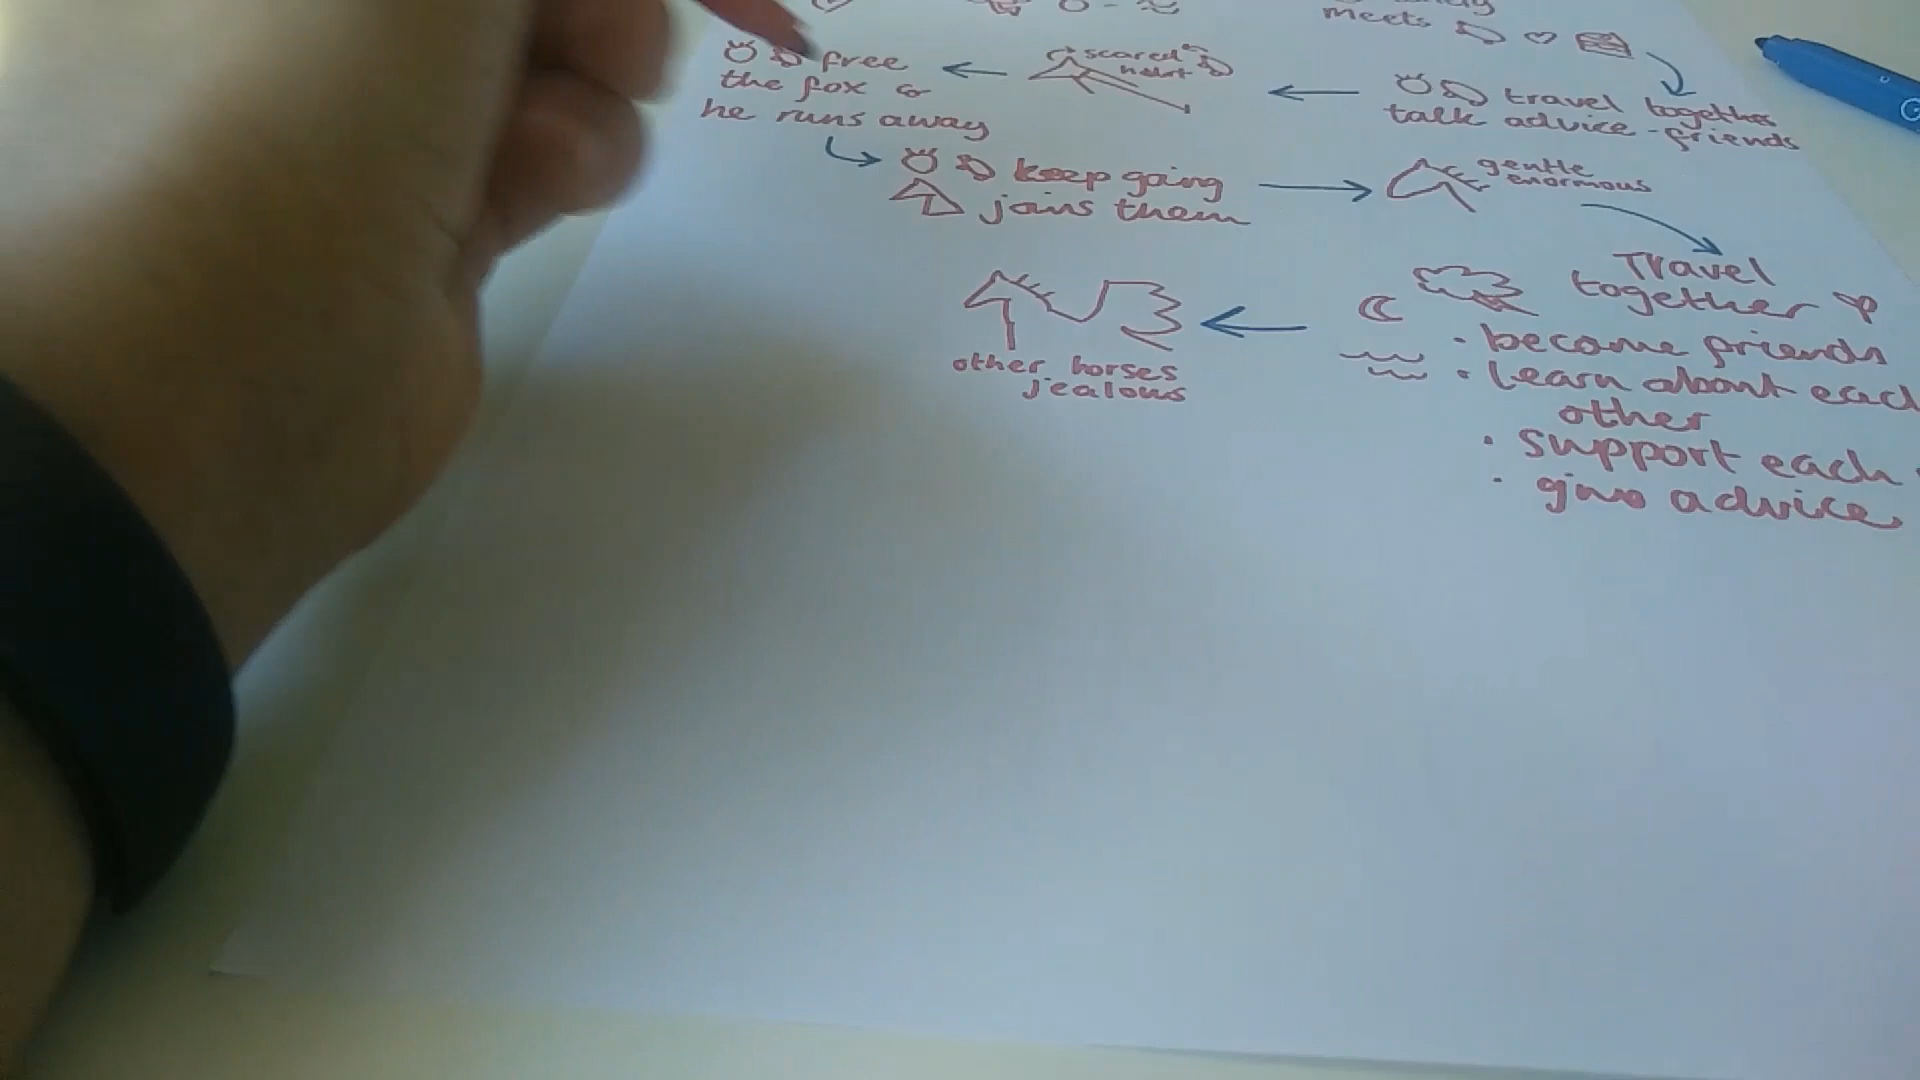 meets
free
the fox &
he runs away
scared
hurt
travel together
talk advice - friends
keep going
joins them
gentle
enormous
Travel
together
• become friends
• learn about each
other
• support each
• give advice
other horses
jealous